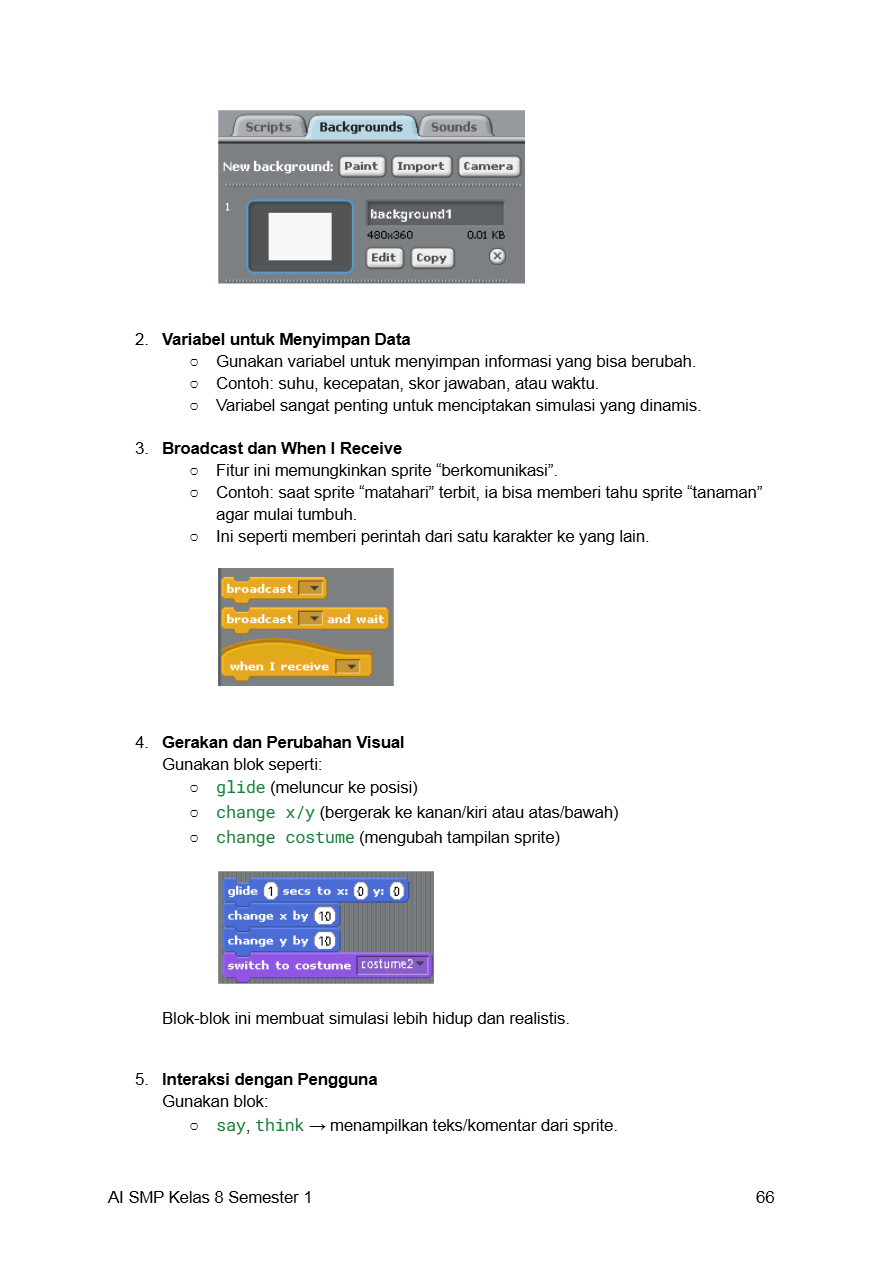 Scripts Backgrounds Sounds
New background: Paint Import Camera
1
background1
480x360 0.01 KB
Edit Copy
2. Variabel untuk Menyimpan Data
○ Gunakan variabel untuk menyimpan informasi yang bisa berubah.
○ Contoh: suhu, kecepatan, skor jawaban, atau waktu.
○ Variabel sangat penting untuk menciptakan simulasi yang dinamis.
3. Broadcast dan When I Receive
○ Fitur ini memungkinkan sprite “berkomunikasi”.
○ Contoh: saat sprite “matahari” terbit, ia bisa memberi tahu sprite “tanaman”
agar mulai tumbuh.
○ Ini seperti memberi perintah dari satu karakter ke yang lain.
broadcast
broadcast and wait
when I receive
4. Gerakan dan Perubahan Visual
Gunakan blok seperti:
○ glide (meluncur ke posisi)
○ change x/y (bergerak ke kanan/kiri atau atas/bawah)
○ change costume (mengubah tampilan sprite)
glide 1 secs to x: 0 y: 0
change x by 10
change y by 10
switch to costume costume2
Blok-blok ini membuat simulasi lebih hidup dan realistis.
5. Interaksi dengan Pengguna
Gunakan blok:
○ say, think → menampilkan teks/komentar dari sprite.
AI SMP Kelas 8 Semester 1 66